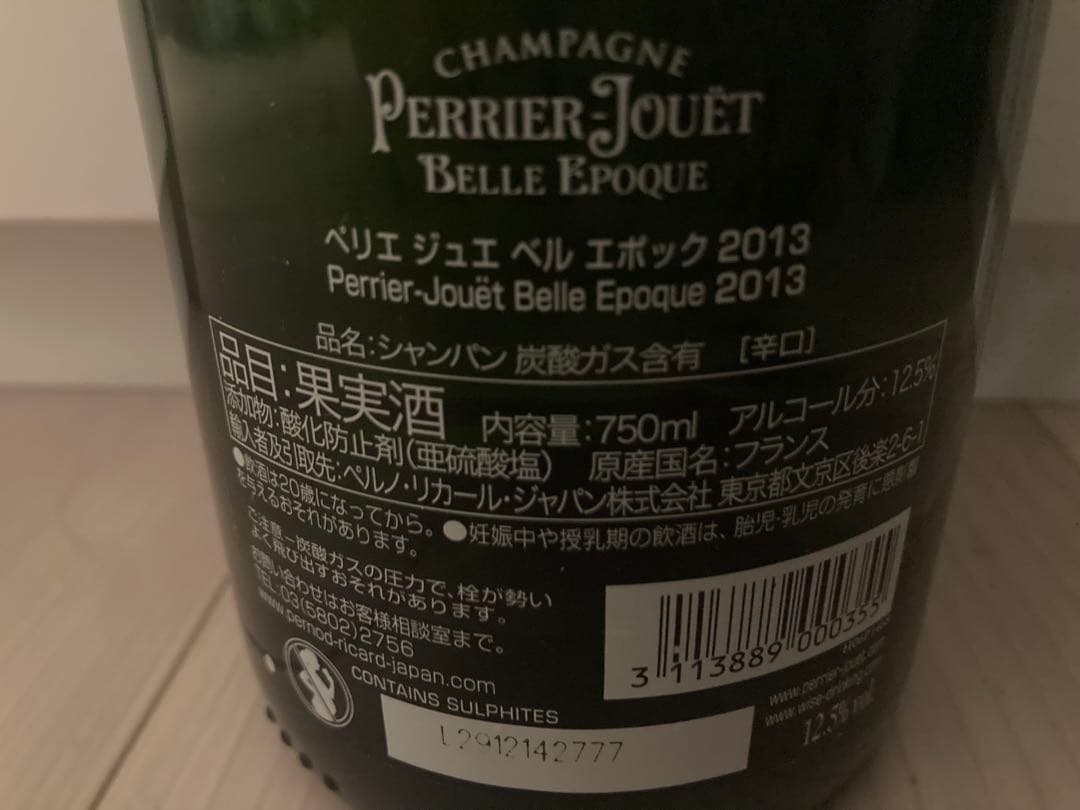 CHAMPAGNE
PERRIER-JOUËT
BELLE EPOQUE
ペリエ ジュエ ベル エポック 2013
Perrier-Jouët Belle Epoque 2013
品名:シャンパン 炭酸ガス含有 [辛口]
品目:果実酒 内容量:750ml アルコール分:12.5%
添加物:酸化防止剤(亜硫酸塩) 原産国名:フランス
輸入者及引取先:ペルノ・リカール・ジャパン株式会社 東京都文京区後楽2-6-1
●飲酒は20歳になってから。●妊娠中や授乳期の飲酒は、胎児・乳児の発育に悪影響
を与えるおそれがあります。
ご注意－炭酸ガスの圧力で、栓が勢い
よく飛び出すおそれがあります。
お問い合わせはお客様相談室まで。
TEL 03(5802)2756
www.pernod-ricard-japan.com
CONTAINS SULPHITES
L2912142777
3 113889 000355
www.perrier-jouet.com
www.wise-drinking.com
12.5% vol.